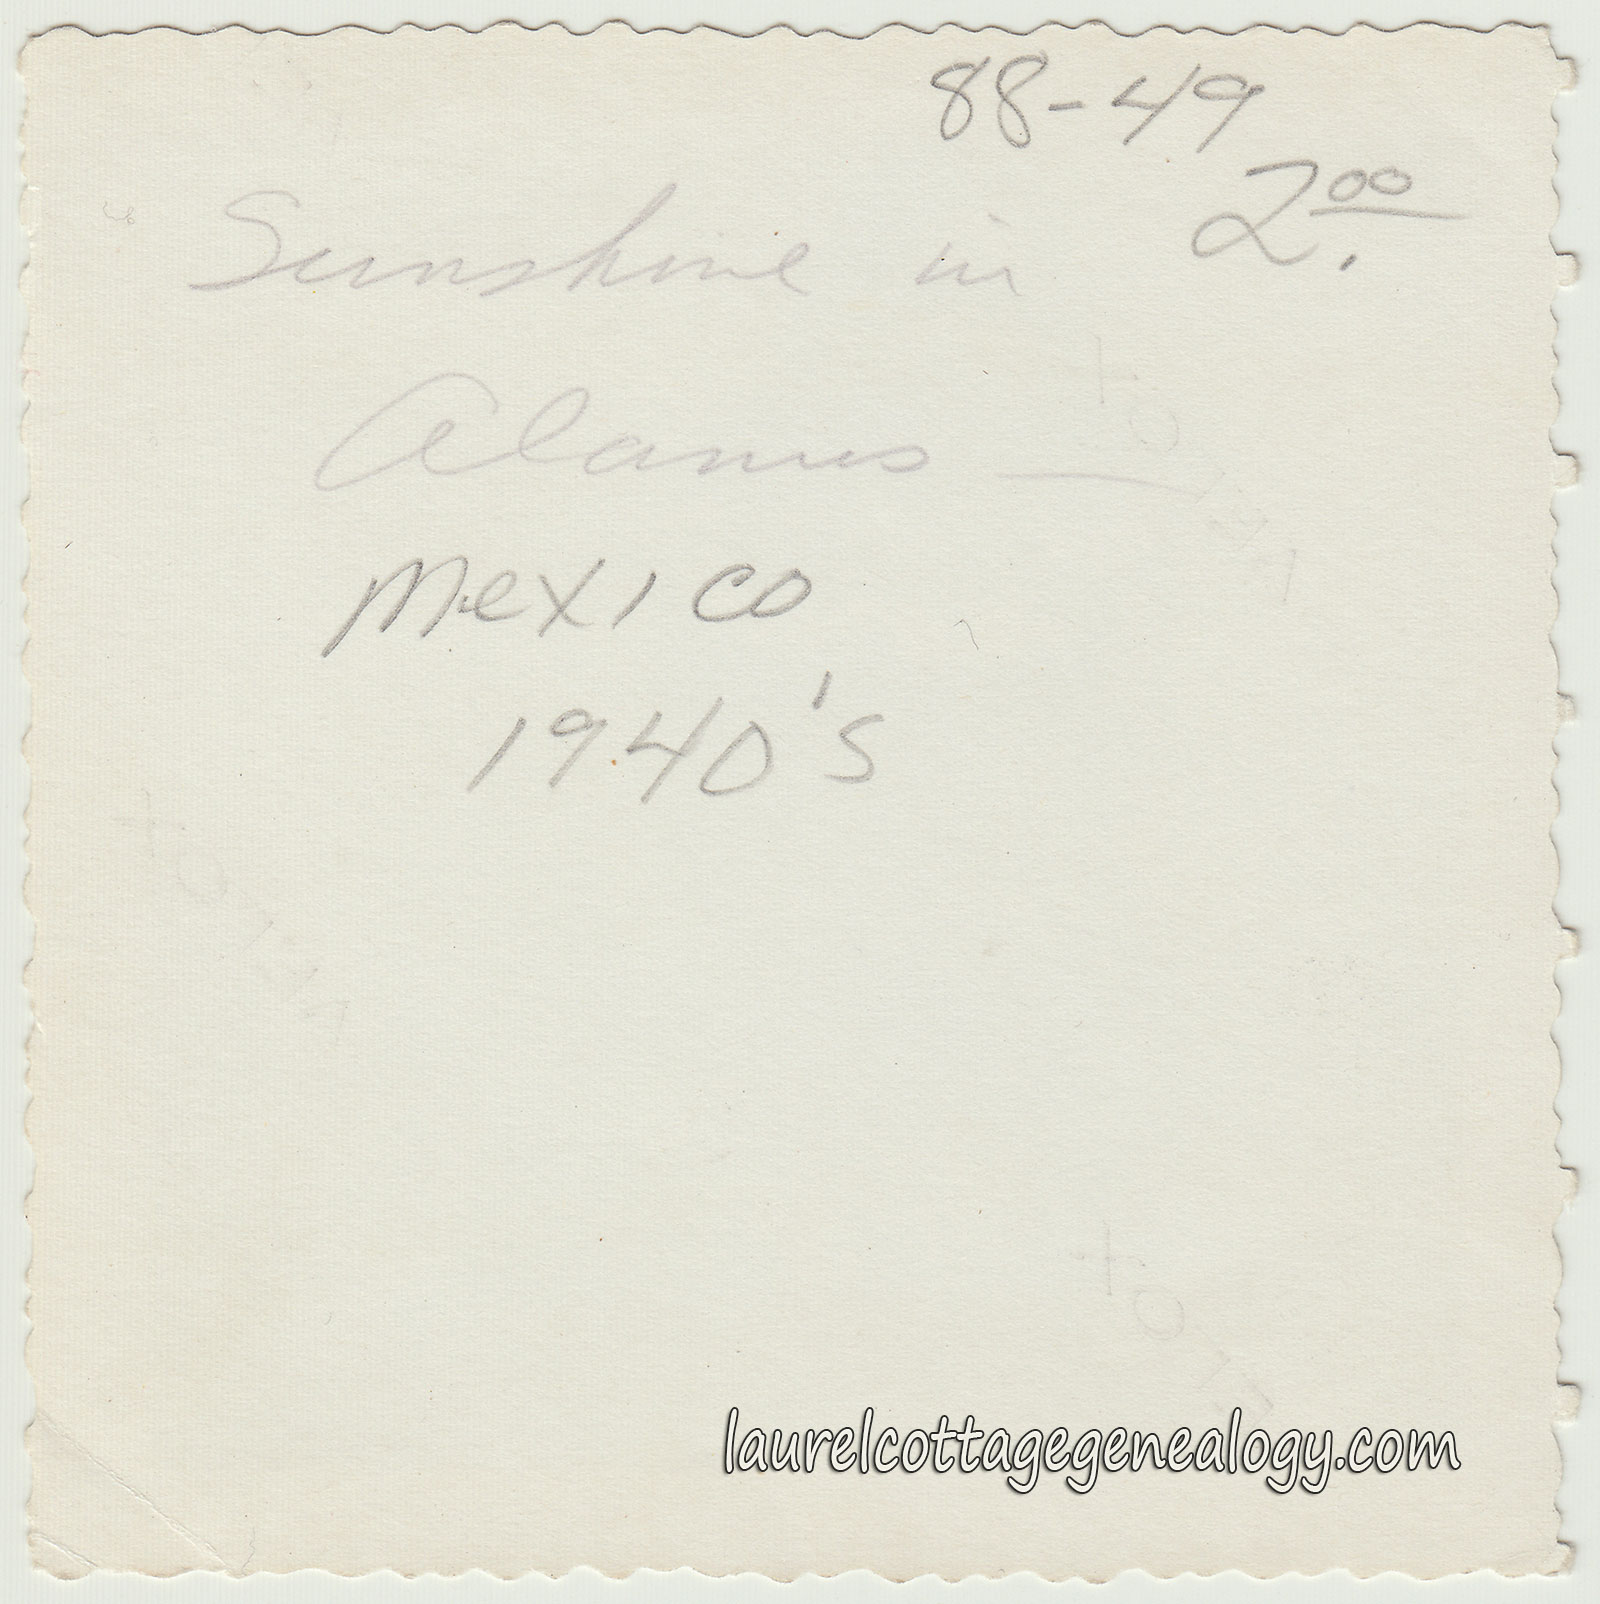 88-49
2.00
Sunshine in
Alamos —
Mexico
1940's
laurelcottagegenealogy.com